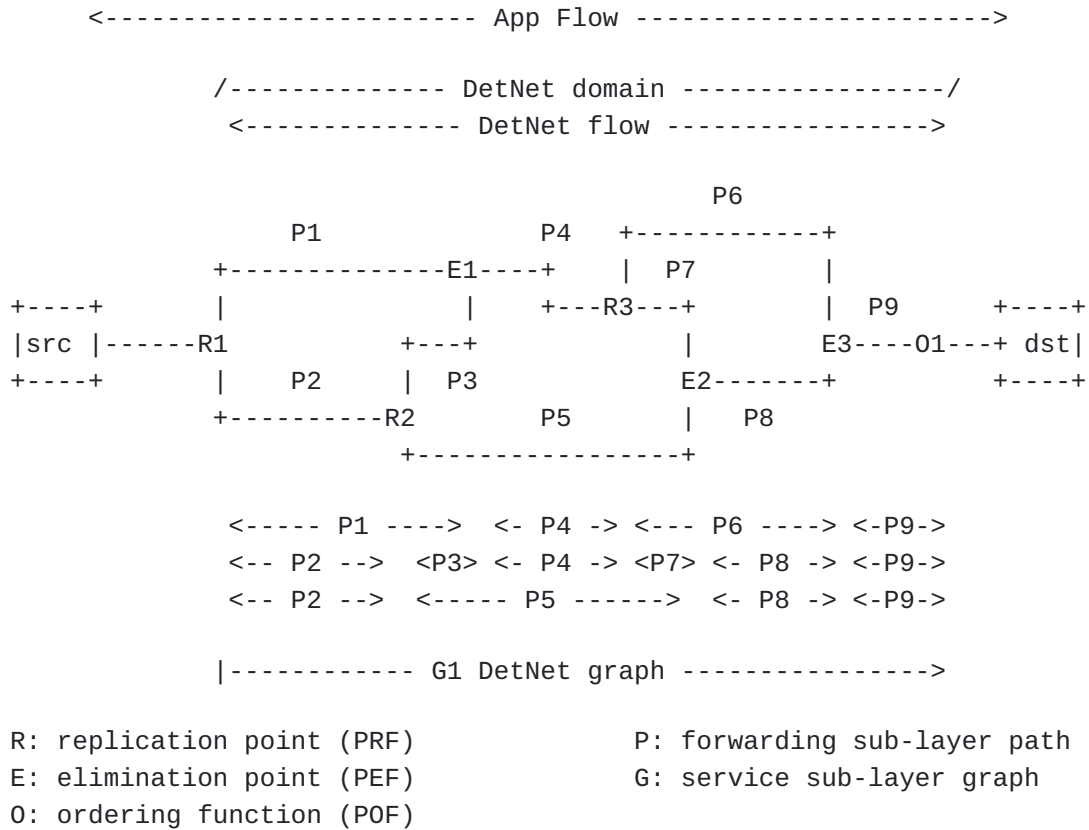 <------------------------ App Flow ----------------------->
/-------------- DetNet domain -----------------/
<-------------- DetNet flow ----------------->
P6
P1 P4 +------------+
+---------------E1----+ | P7 |
+----+ | | +---R3---+ | P9 +----+
|src |------R1 +---+ | E3----O1---+ dst|
+----+ | P2 | P3 E2-------+ +----+
+----------R2 P5 | P8
+-----------------+
<----- P1 ----> <- P4 -> <--- P6 ----> <-P9->
<-- P2 --> <P3> <- P4 -> <P7> <- P8 -> <-P9->
<-- P2 --> <----- P5 ------> <- P8 -> <-P9->
|------------ G1 DetNet graph ---------------->
R: replication point (PRF) P: forwarding sub-layer path
E: elimination point (PEF) G: service sub-layer graph
O: ordering function (POF)